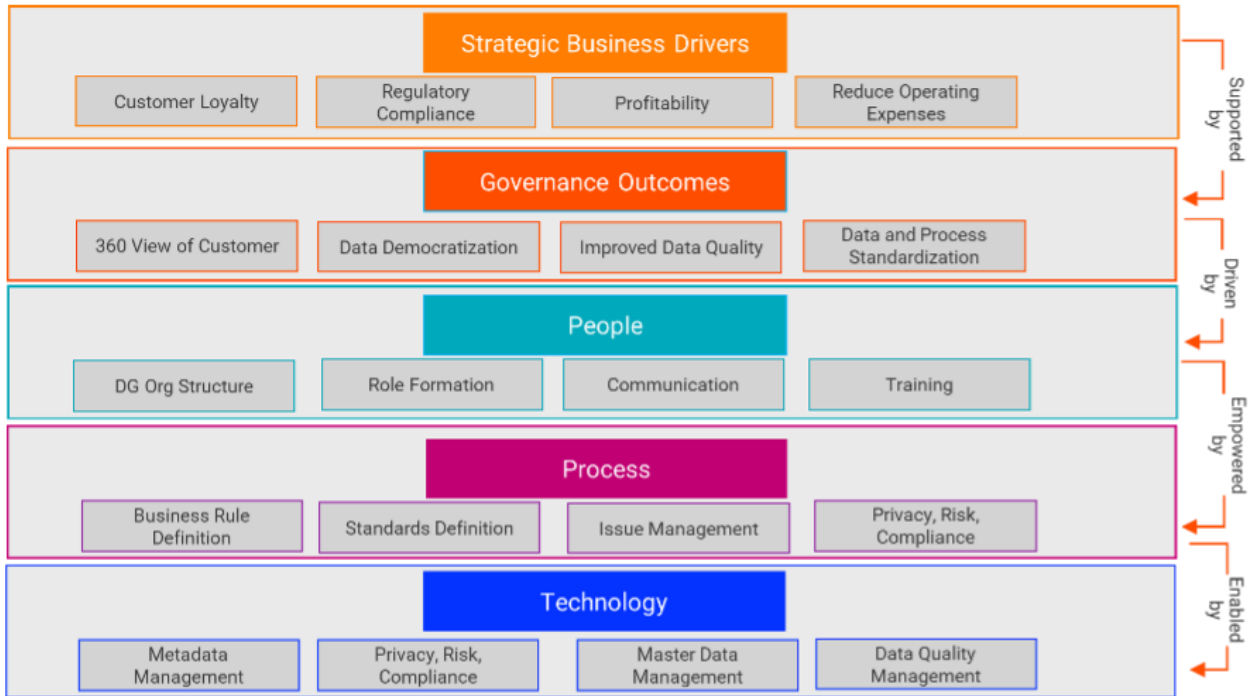 Strategic Business Drivers
Customer Loyalty
Regulatory
Compliance
Profitability
Reduce Operating
Expenses
Supported
by
Governance Outcomes
360 View of Customer
Data Democratization
Improved Data Quality
Data and Process
Standardization
Driven
by
People
DG Org Structure
Role Formation
Communication
Training
Empowered
by
Process
Business Rule
Definition
Standards Definition
Issue Management
Privacy, Risk,
Compliance
Enabled
by
Technology
Metadata
Management
Privacy, Risk,
Compliance
Master Data
Management
Data Quality
Management